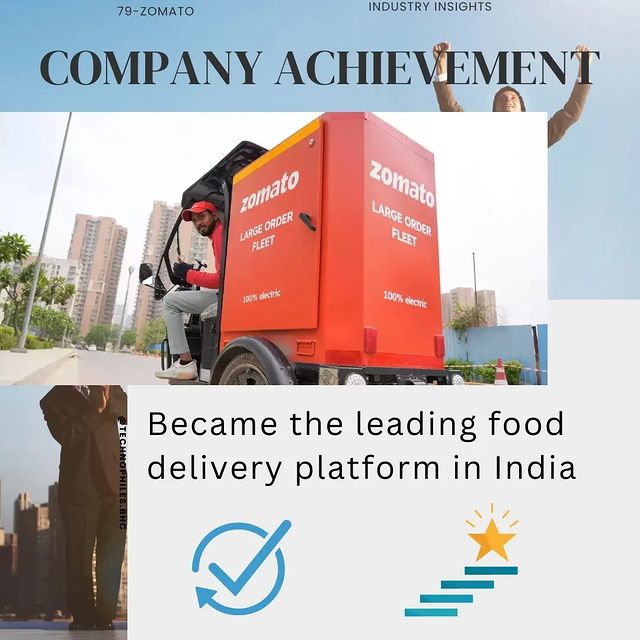 79-ZOMATO
INDUSTRY INSIGHTS
COMPANY ACHIEVEMENT
zomato
LARGE ORDER
FLEET
100% electric
zomato
LARGE ORDER
FLEET
100% electric
@TECHNOPHILES.BHC
Became the leading food
delivery platform in India